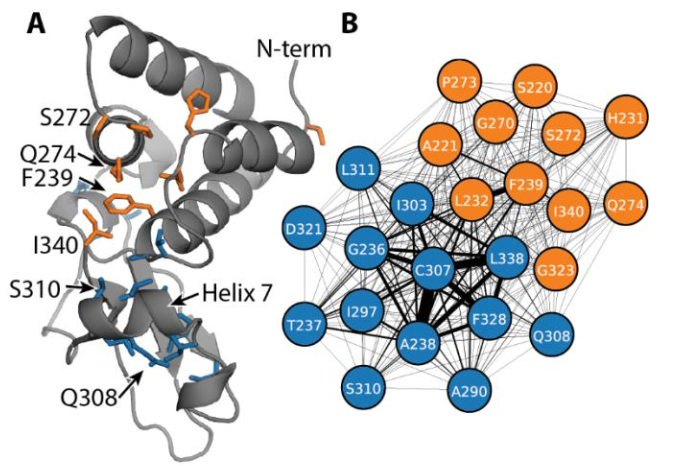 A
N-term
S272
Q274
F239
I340
S310
Helix 7
Q308
B
P273
S220
H231
G270
S272
A221
L311
F239
I303
L232
I340
Q274
D321
G236
C307
L338
G323
T237
I297
A238
F328
Q308
S310
A290